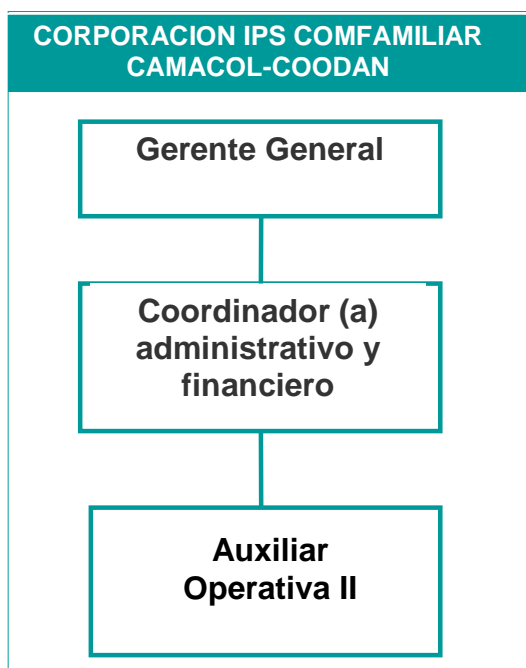 CORPORACION IPS COMFAMILIAR
CAMACOL-COODAN
Gerente General
Coordinador (a)
administrativo y
financiero
Auxiliar
Operativa II